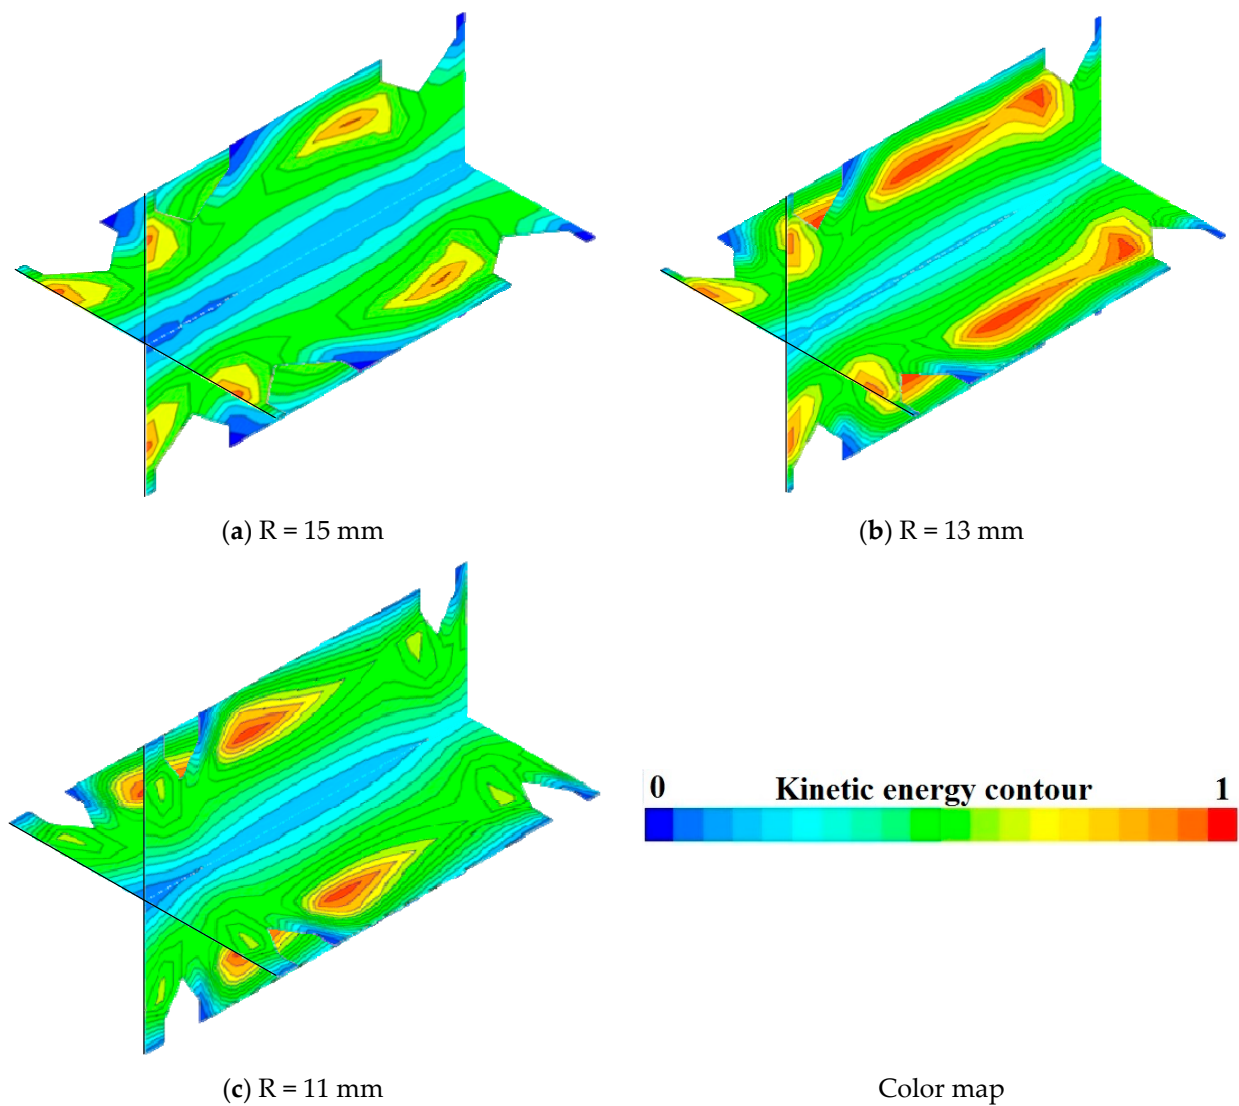 (a) R = 15 mm
(b) R = 13 mm
0 Kinetic energy contour 1
(c) R = 11 mm
Color map